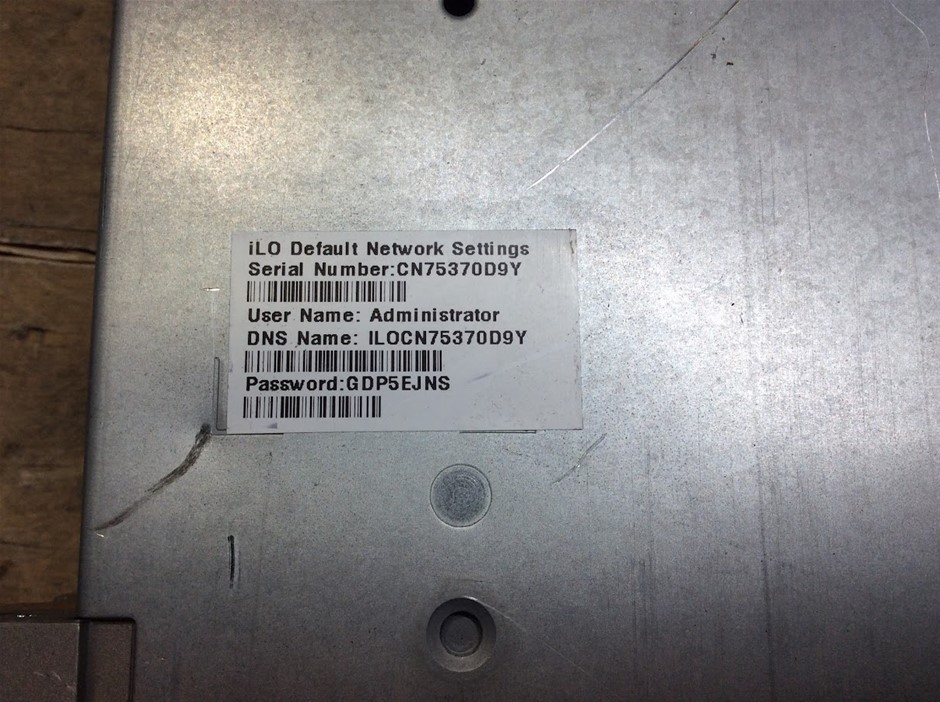 iLO Default Network Settings
Serial Number:CN75370D9Y
User Name: Administrator
DNS Name: ILOCN75370D9Y
Password:GDP5EJNS